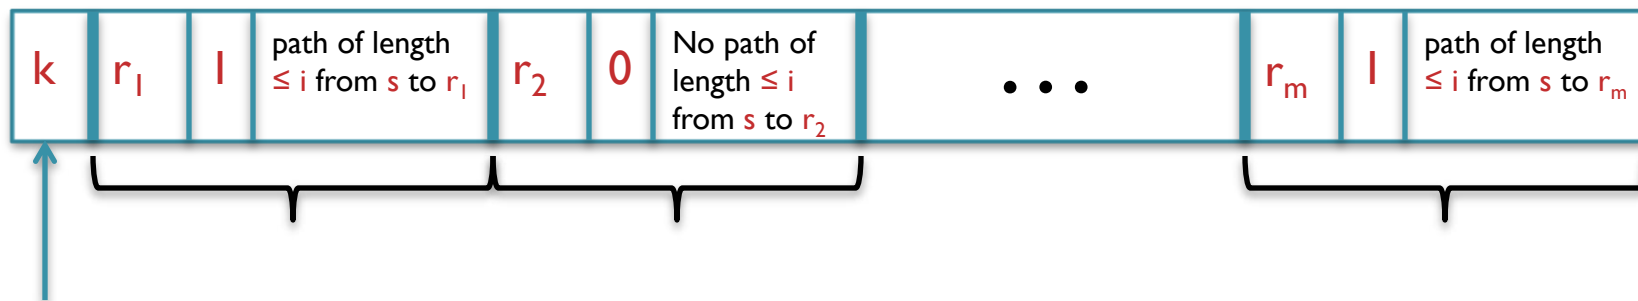 k
r₁
1
path of length
≤ i from s to r₁
r₂
0
No path of
length ≤ i
from s to r₂
• • •
rₘ
1
path of length
≤ i from s to rₘ